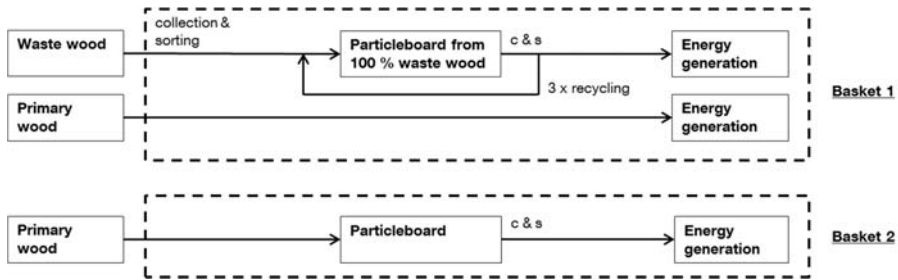 collection &
sorting
Waste wood
Particleboard from
100 % waste wood
c & s
Energy
generation
3 x recycling
Basket 1
Primary
wood
Energy
generation
Primary
wood
Particleboard
c & s
Energy
generation
Basket 2